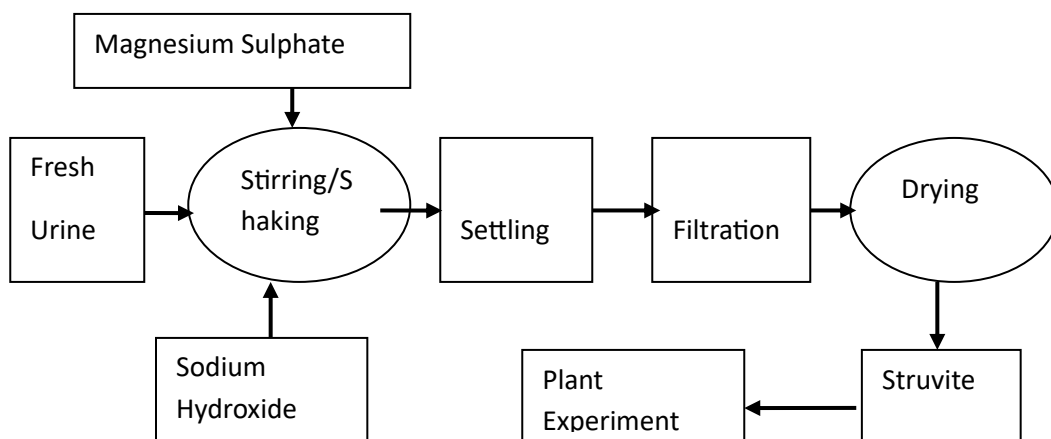 Magnesium Sulphate
Fresh
Urine
Stirring/S
haking
Settling
Filtration
Drying
Sodium
Hydroxide
Plant
Experiment
Struvite